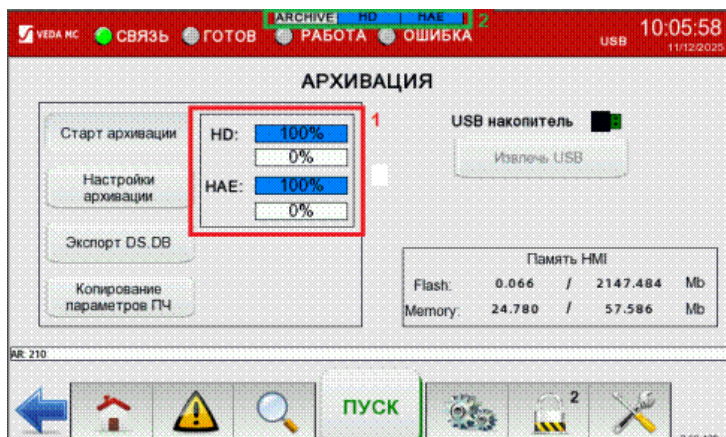 ARCHIVE HD HAE 2
VEDA MC СВЯЗЬ ГОТОВ РАБОТА ОШИБКА USB 10:05:58
11/12/2025
АРХИВАЦИЯ
1
Старт архивации
HD: 100%
0%
HAE: 100%
0%
USB накопитель
Извлечь USB
Настройки
архивации
Экспорт DS.DB
Копирование
параметров ПЧ
Память HMI
Flash: 0.066 / 2147.484 Mb
Memory: 24.780 / 57.586 Mb
AR: 210
ПУСК
2